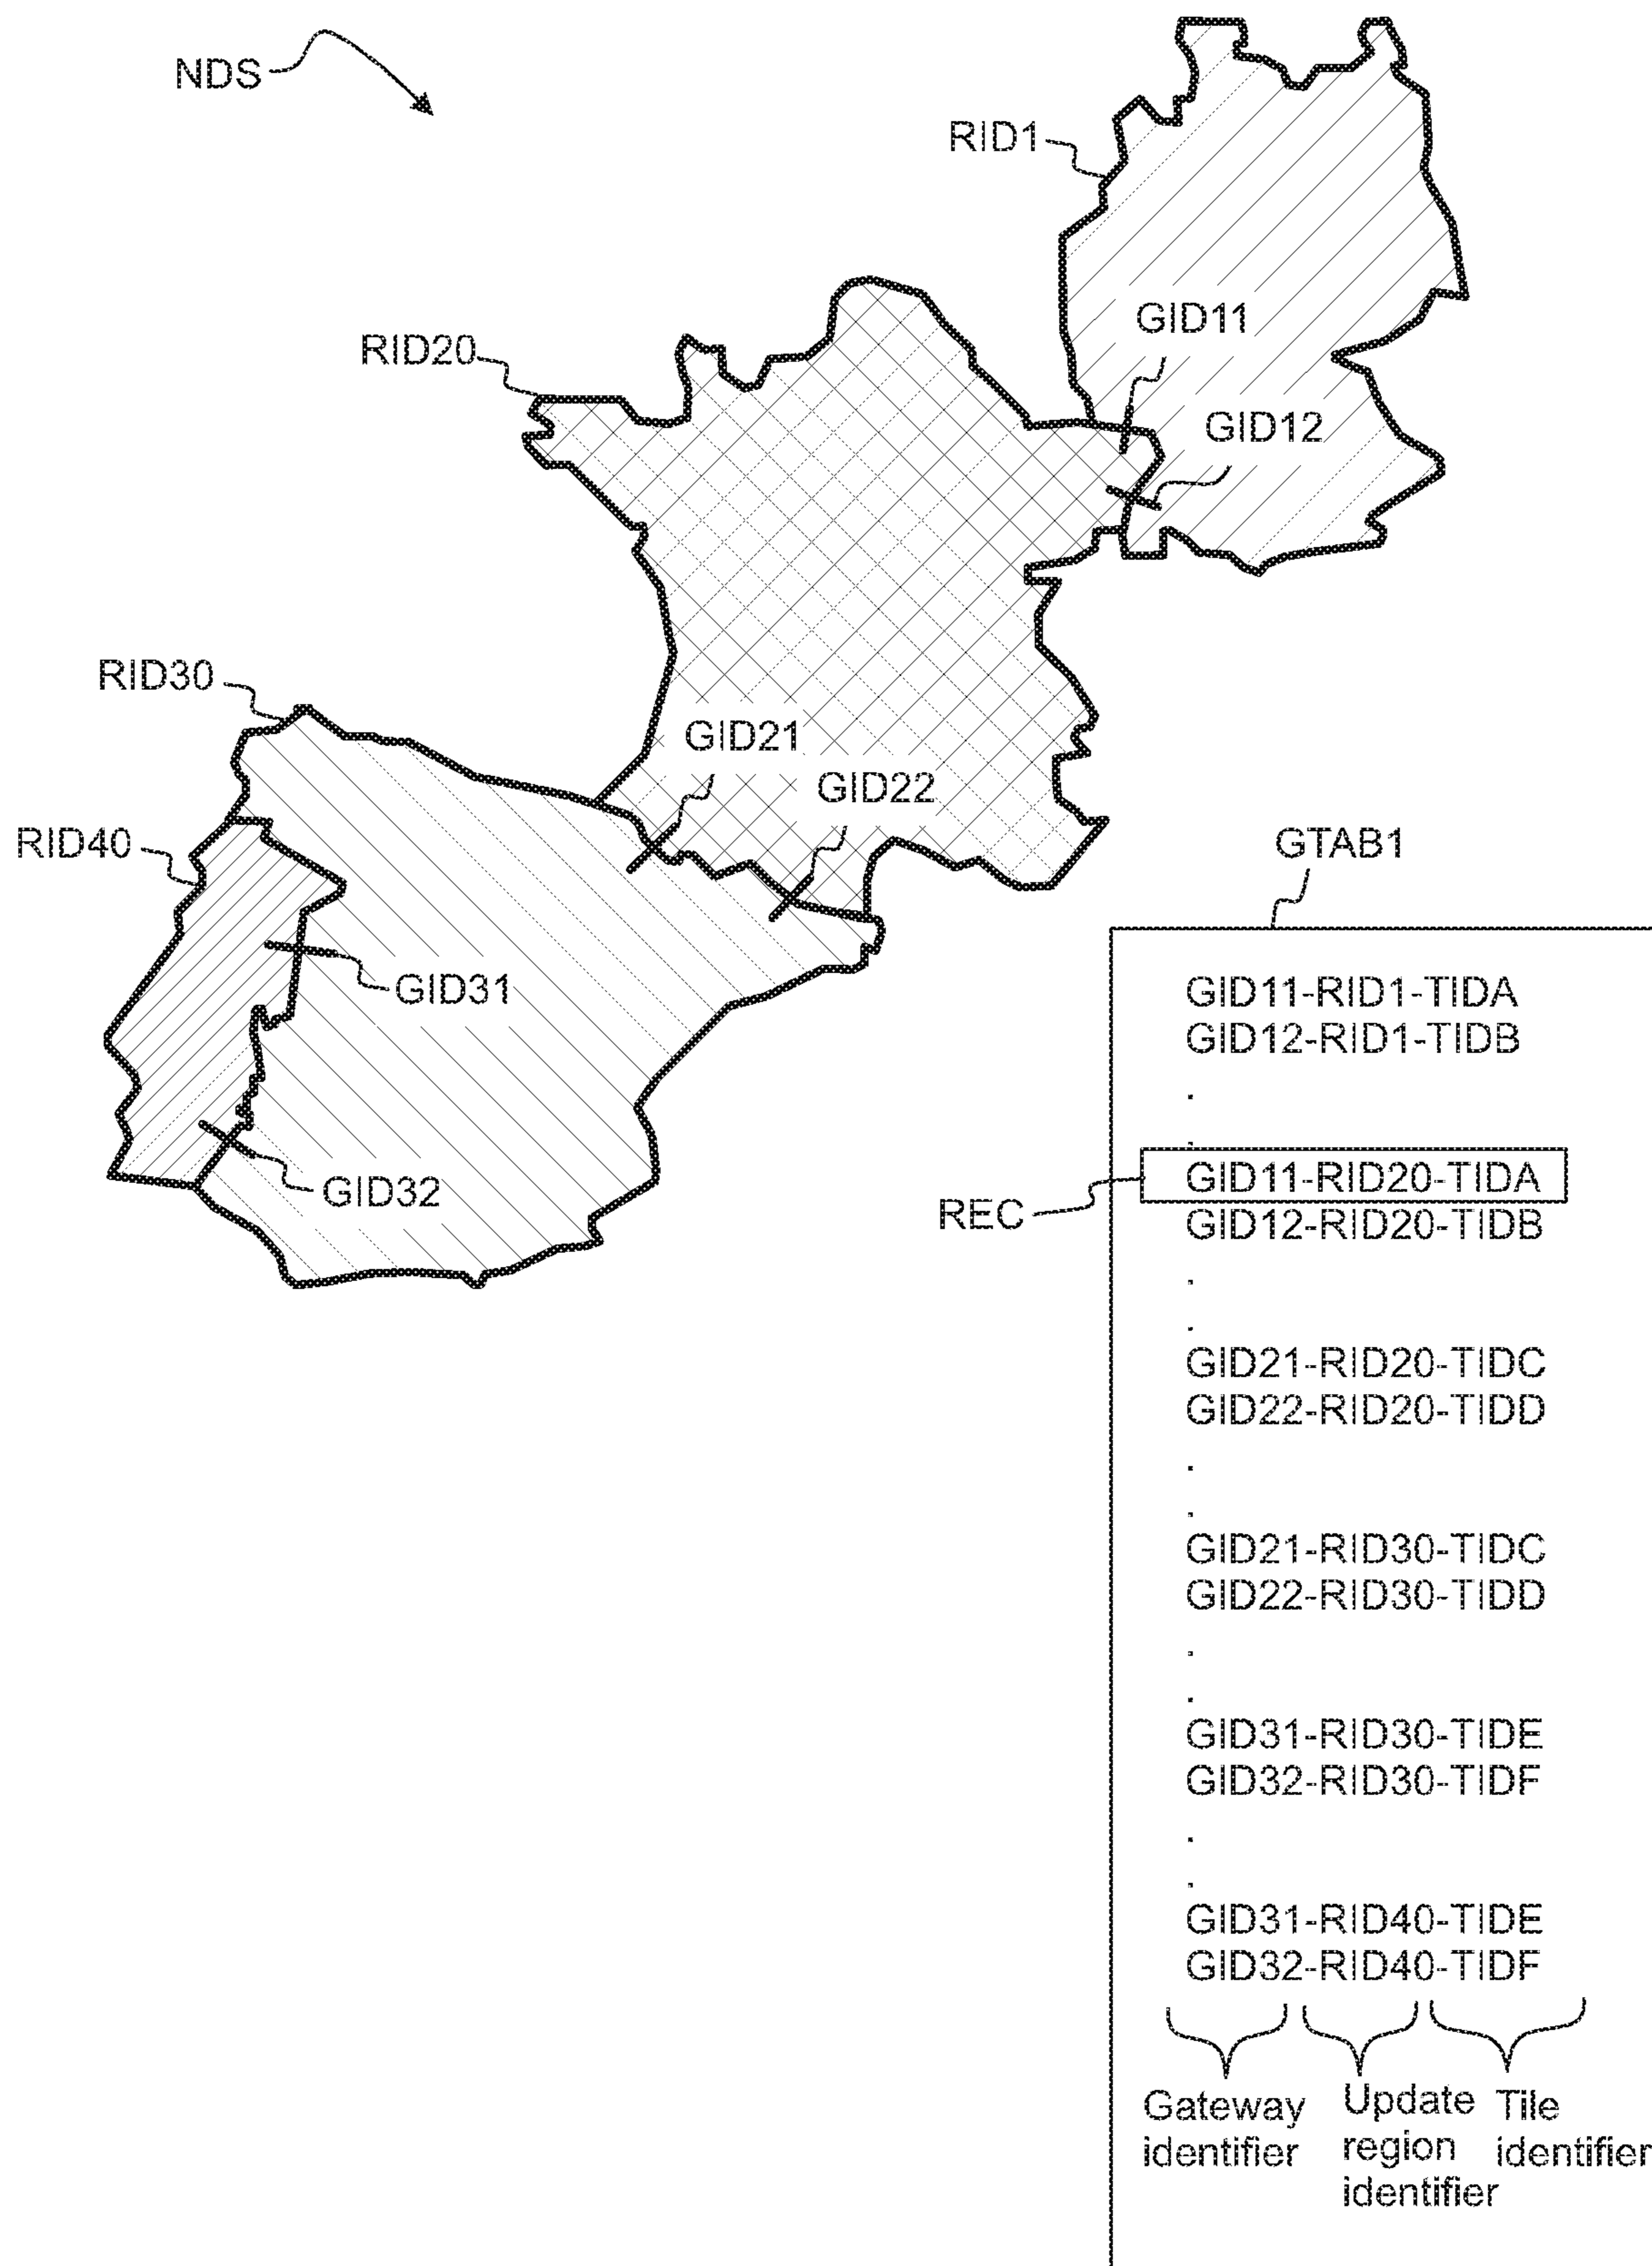 NDS
RID1
GID11
RID20
GID12
RID30
GID21
GID22
RID40
GTAB1
GID31
GID32
GID11-RID1-TIDA
GID12-RID1-TIDB
.
.
REC
GID11-RID20-TIDA
GID12-RID20-TIDB
.
.
GID21-RID20-TIDC
GID22-RID20-TIDD
.
.
GID21-RID30-TIDC
GID22-RID30-TIDD
.
.
GID31-RID30-TIDE
GID32-RID30-TIDF
.
.
GID31-RID40-TIDE
GID32-RID40-TIDF
Gateway
identifier
Update
region
identifier
Tile
identifier